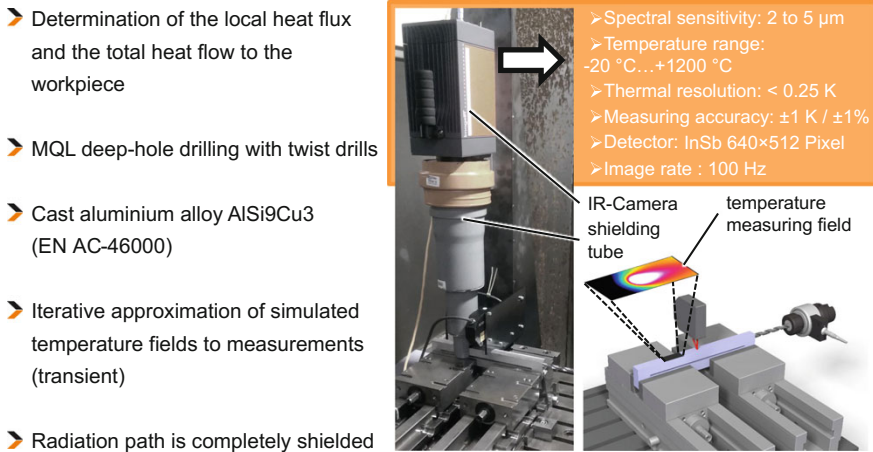 Determination of the local heat flux
and the total heat flow to the
workpiece
MQL deep-hole drilling with twist drills
Cast aluminium alloy AlSi9Cu3
(EN AC-46000)
Iterative approximation of simulated
temperature fields to measurements
(transient)
Radiation path is completely shielded
➢Spectral sensitivity: 2 to 5 μm
➢Temperature range:
-20 °C…+1200 °C
➢Thermal resolution: < 0.25 K
➢Measuring accuracy: ±1 K / ±1%
➢Detector: InSb 640×512 Pixel
➢Image rate : 100 Hz
IR-Camera
shielding
tube
temperature
measuring field